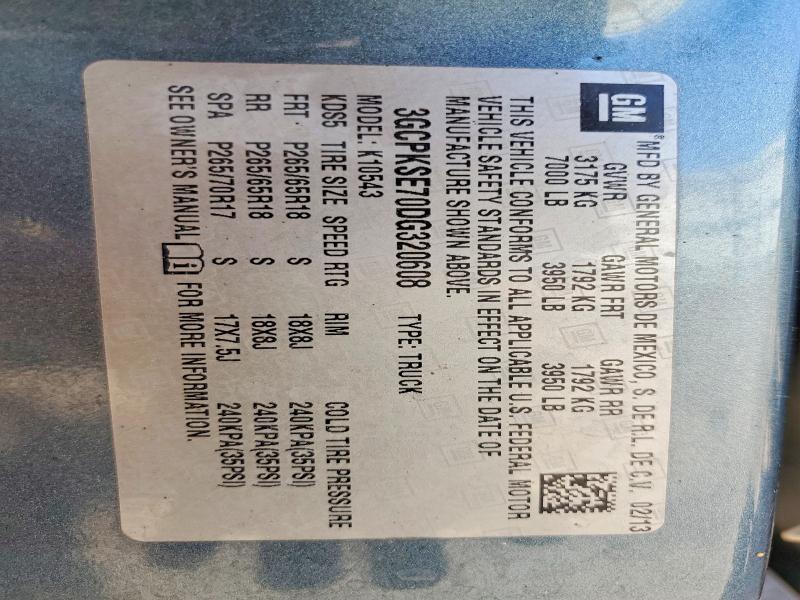 GM
® MFD BY GENERAL MOTORS DE MEXICO, S. DE R.L. DE C.V. 02/13
GVWR GAWR FRT GAWR RR
3175 KG 1792 KG 1792 KG
7000 LB 3950 LB 3950 LB
THIS VEHICLE CONFORMS TO ALL APPLICABLE U.S. FEDERAL MOTOR
VEHICLE SAFETY STANDARDS IN EFFECT ON THE DATE OF
MANUFACTURE SHOWN ABOVE.
3GCPKSE70DG320608 TYPE: TRUCK
MODEL: K10543
KDS5 TIRE SIZE SPEED RTG RIM COLD TIRE PRESSURE
FRT P265/65R18 S 18X8J 240KPA(35PSI)
RR P265/65R18 S 18X8J 240KPA(35PSI)
SPA P265/70R17 S 17X7.5J 240KPA(35PSI)
SEE OWNER'S MANUAL FOR MORE INFORMATION.